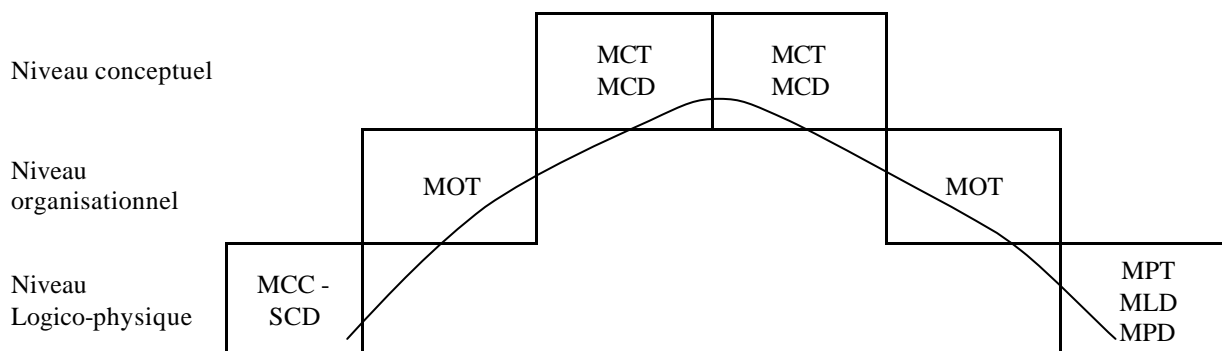 Niveau conceptuel
MCT
MCD
MCT
MCD
Niveau
organisationnel
MOT
MOT
Niveau
Logico-physique
MCC -
SCD
MPT
MLD
MPD